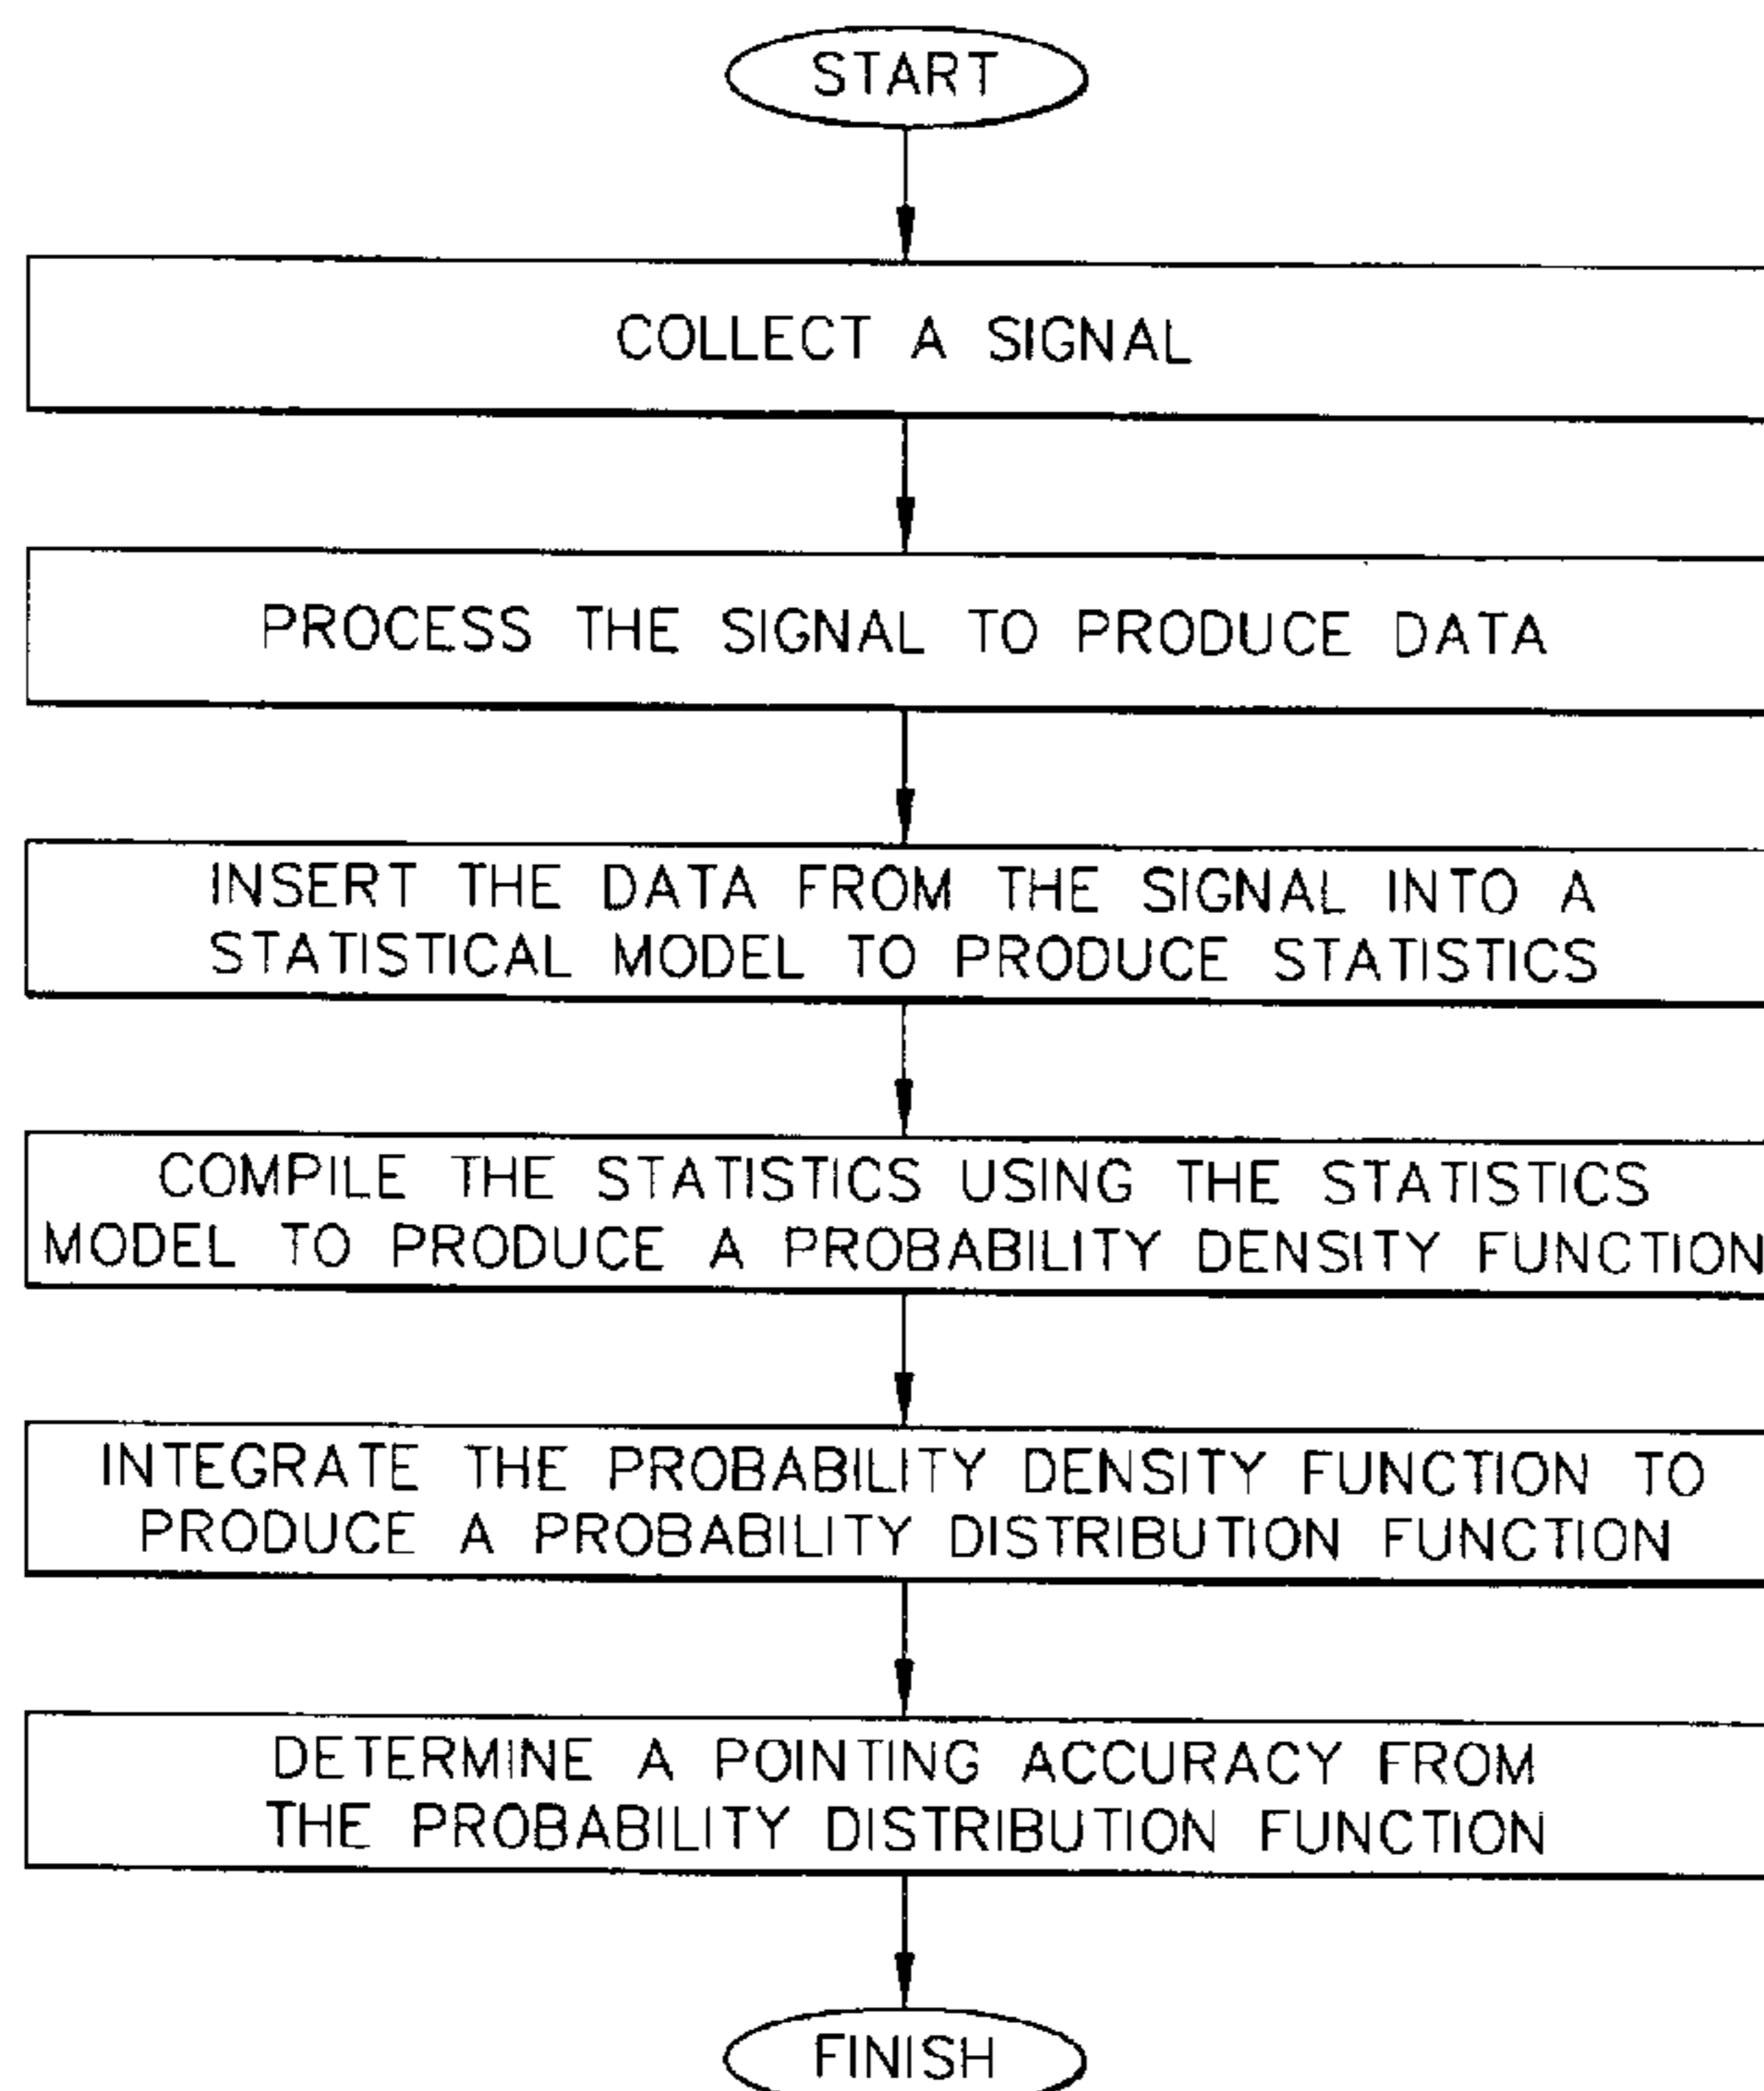 START
COLLECT A SIGNAL
PROCESS THE SIGNAL TO PRODUCE DATA
INSERT THE DATA FROM THE SIGNAL INTO A
STATISTICAL MODEL TO PRODUCE STATISTICS
COMPILE THE STATISTICS USING THE STATISTICS
MODEL TO PRODUCE A PROBABILITY DENSITY FUNCTION
INTEGRATE THE PROBABILITY DENSITY FUNCTION TO
PRODUCE A PROBABILITY DISTRIBUTION FUNCTION
DETERMINE A POINTING ACCURACY FROM
THE PROBABILITY DISTRIBUTION FUNCTION
FINISH